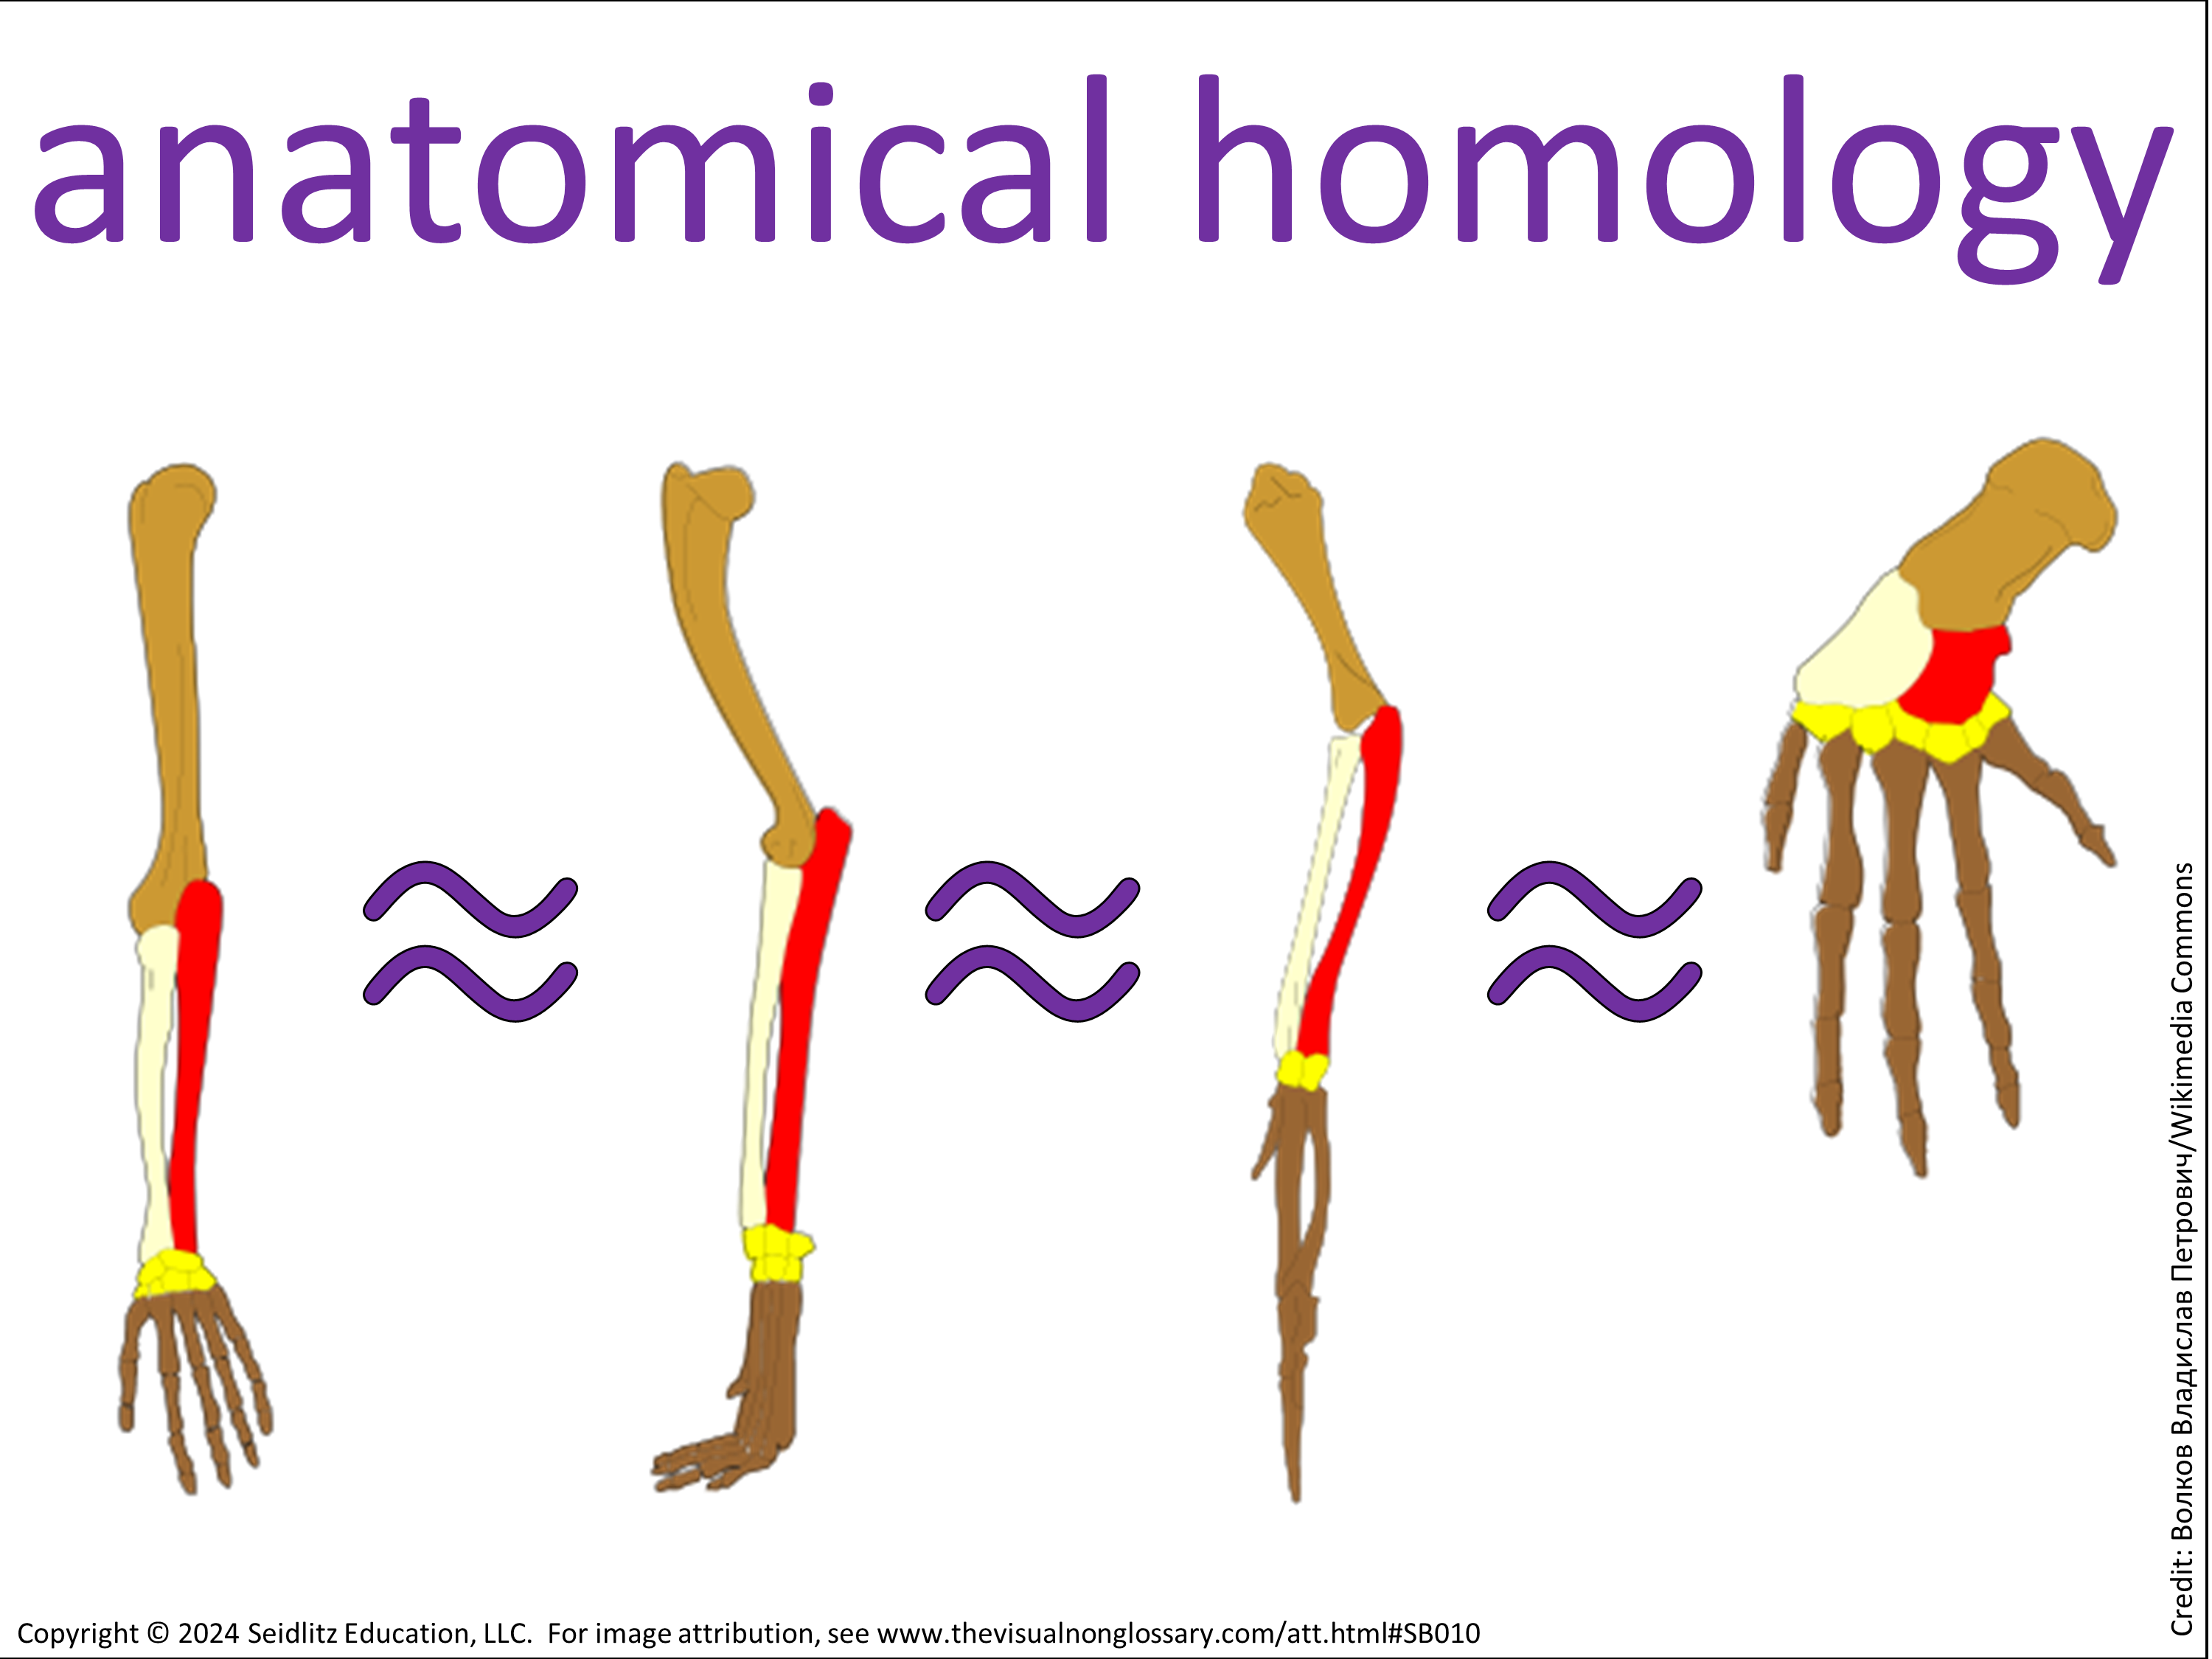 anatomical homology
≈ ≈ ≈
Credit: Волков Владислав Петрович/Wikimedia Commons
Copyright © 2024 Seidlitz Education, LLC.  For image attribution, see www.thevisualnonglossary.com/att.html#SB010